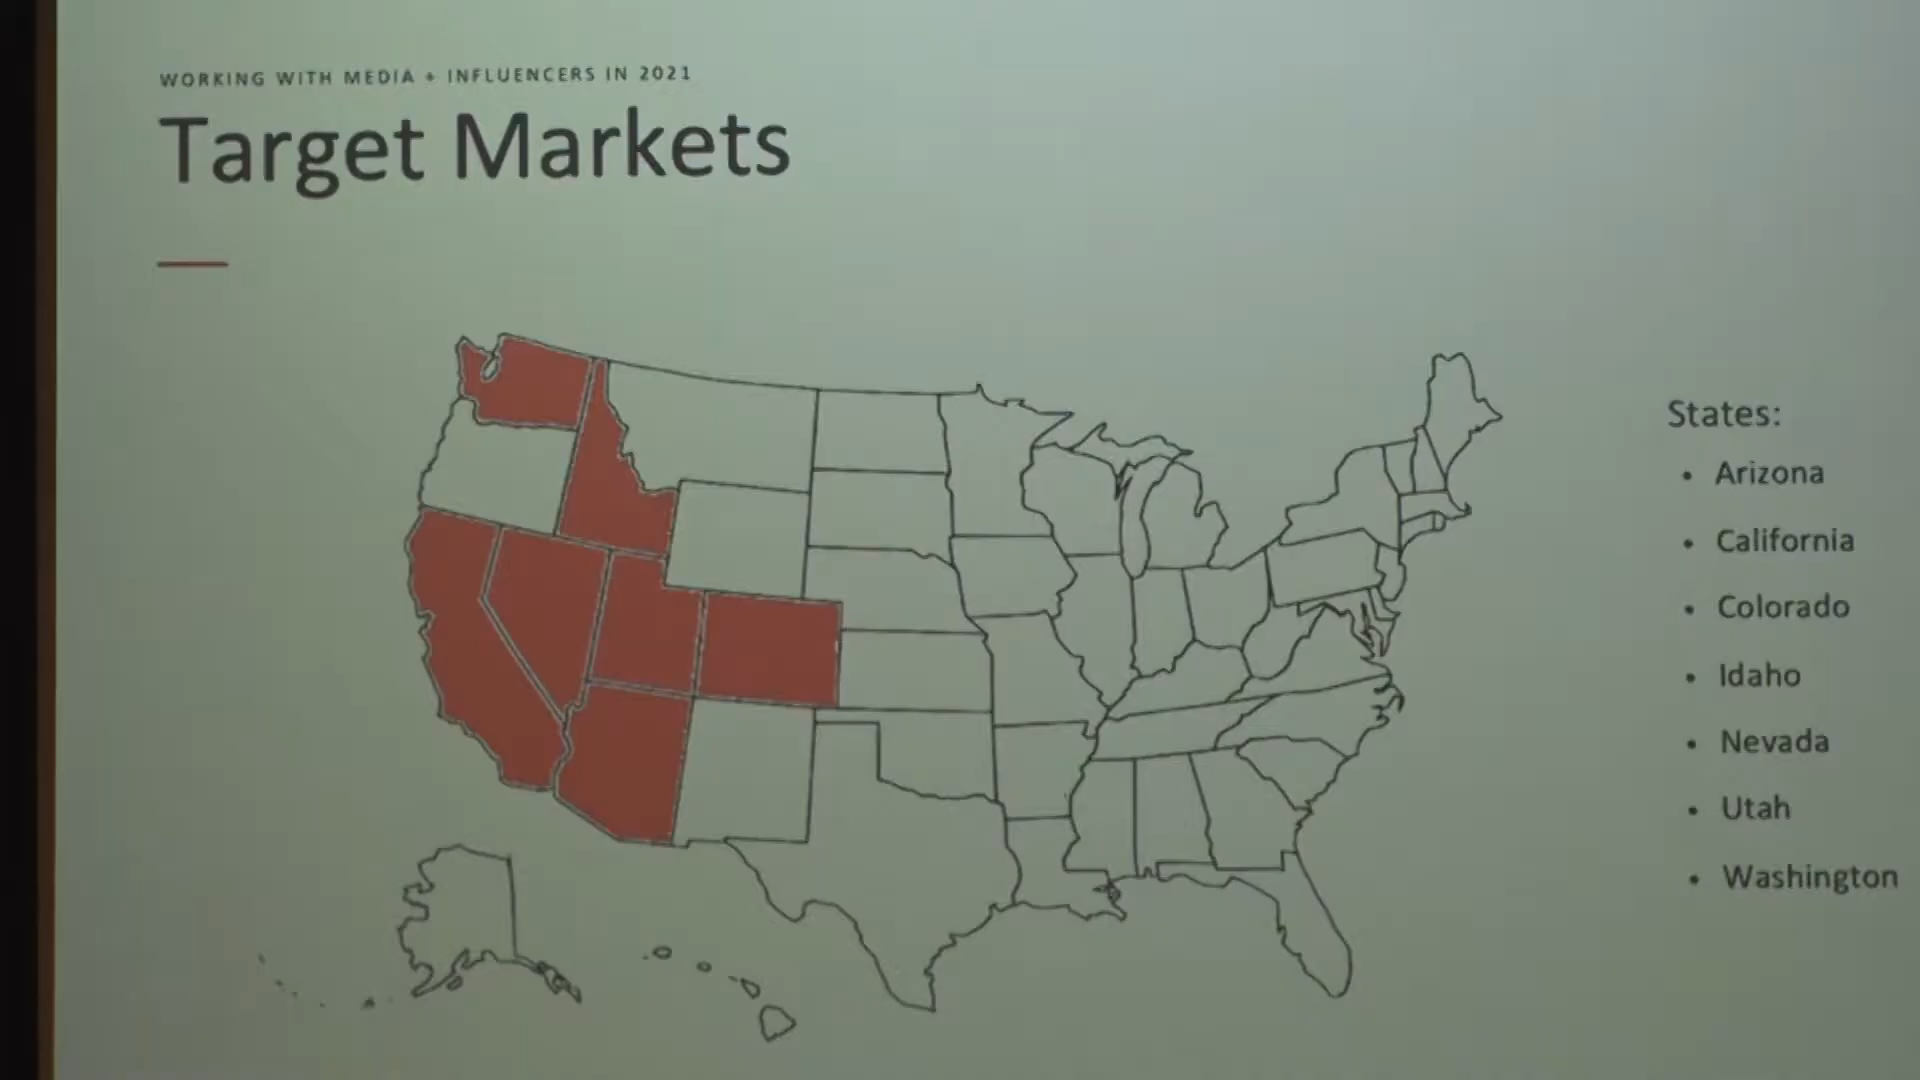 WORKING WITH MEDIA + INFLUENCERS IN 2021
Target Markets
States:
• Arizona
• California
• Colorado
• Idaho
• Nevada
• Utah
• Washington